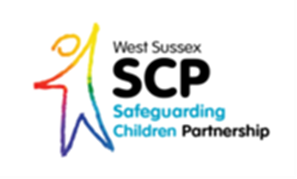 West Sussex
SCP
Safeguarding
Children Partnership